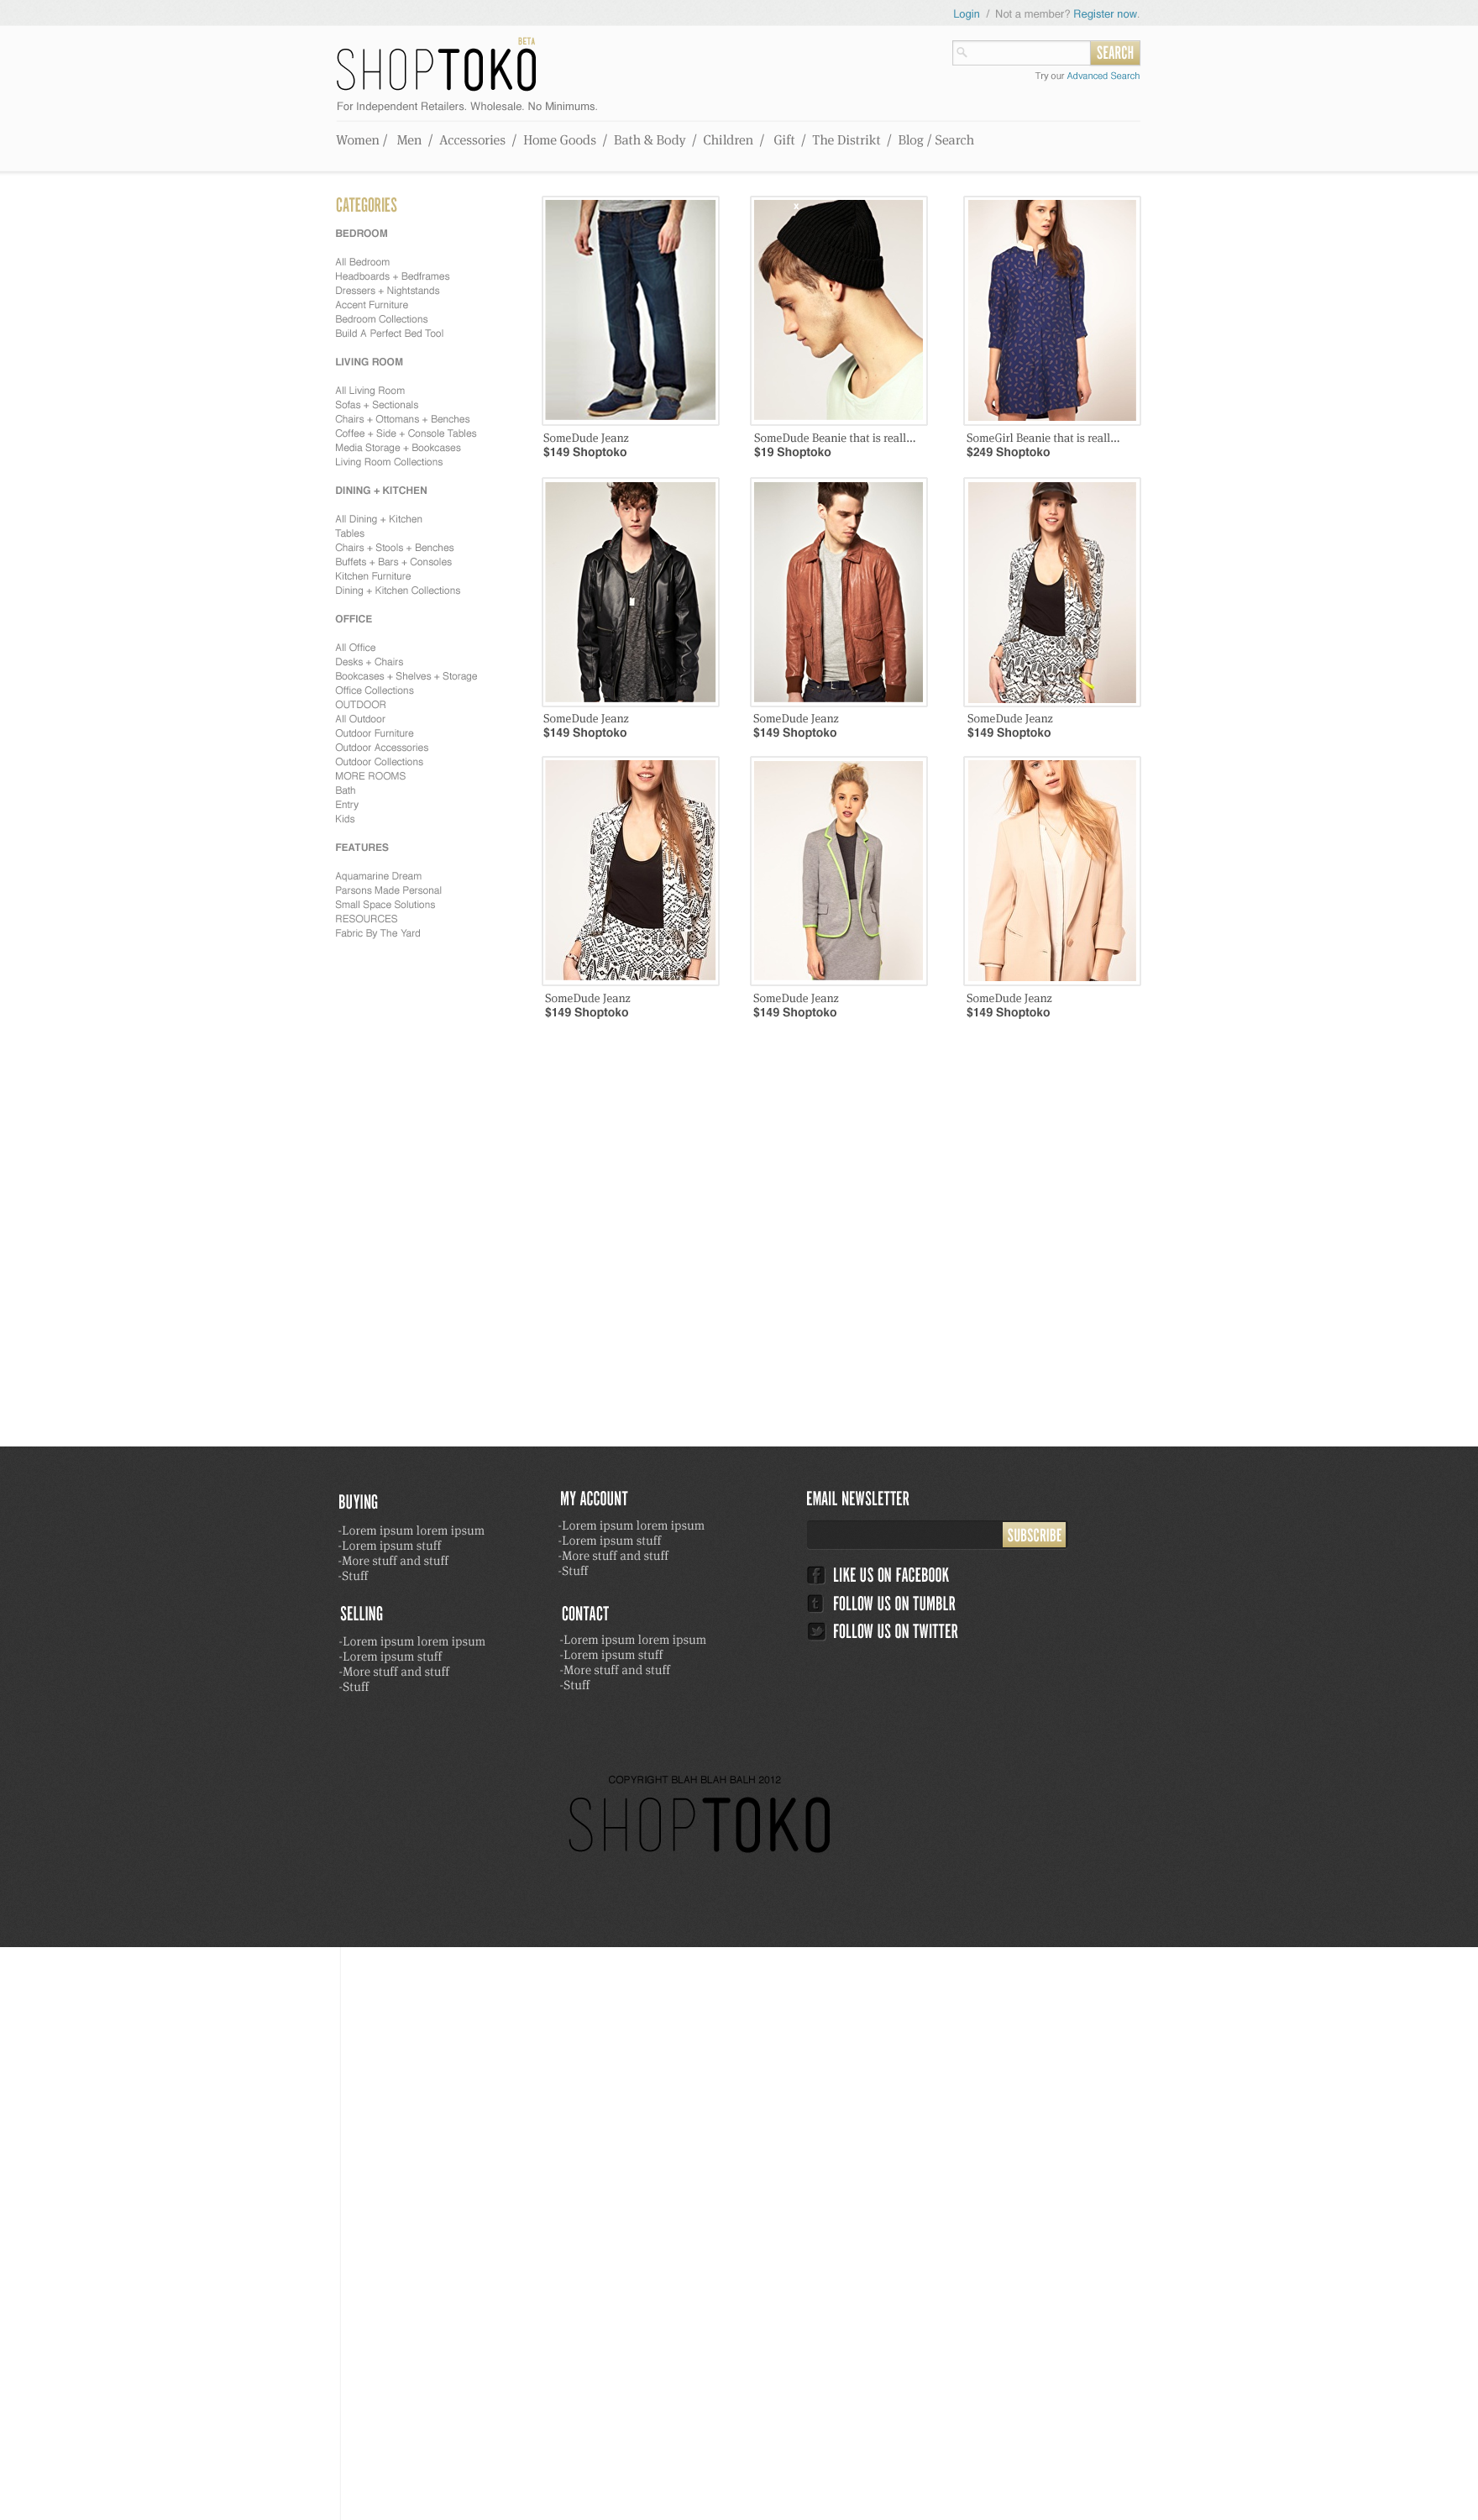 Login / Not a member? Register now.
BETA
SHOPTOKO
SEARCH
Try our Advanced Search
For Independent Retailers. Wholesale. No Minimums.
Women / Men / Accessories / Home Goods / Bath & Body / Children / Gift / The Distrikt / Blog / Search
CATEGORIES
BEDROOM
All Bedroom
Headboards + Bedframes
Dressers + Nightstands
Accent Furniture
Bedroom Collections
Build A Perfect Bed Tool
LIVING ROOM
All Living Room
Sofas + Sectionals
Chairs + Ottomans + Benches
Coffee + Side + Console Tables
Media Storage + Bookcases
Living Room Collections
DINING + KITCHEN
All Dining + Kitchen
Tables
Chairs + Stools + Benches
Buffets + Bars + Consoles
Kitchen Furniture
Dining + Kitchen Collections
OFFICE
All Office
Desks + Chairs
Bookcases + Shelves + Storage
Office Collections
OUTDOOR
All Outdoor
Outdoor Furniture
Outdoor Accessories
Outdoor Collections
MORE ROOMS
Bath
Entry
Kids
FEATURES
Aquamarine Dream
Parsons Made Personal
Small Space Solutions
RESOURCES
Fabric By The Yard
SomeDude Jeanz
$149 Shoptoko
SomeDude Beanie that is reall...
$19 Shoptoko
SomeGirl Beanie that is reall...
$249 Shoptoko
SomeDude Jeanz
$149 Shoptoko
SomeDude Jeanz
$149 Shoptoko
SomeDude Jeanz
$149 Shoptoko
SomeDude Jeanz
$149 Shoptoko
SomeDude Jeanz
$149 Shoptoko
SomeDude Jeanz
$149 Shoptoko
BUYING
-Lorem ipsum lorem ipsum
-Lorem ipsum stuff
-More stuff and stuff
-Stuff
SELLING
-Lorem ipsum lorem ipsum
-Lorem ipsum stuff
-More stuff and stuff
-Stuff
MY ACCOUNT
-Lorem ipsum lorem ipsum
-Lorem ipsum stuff
-More stuff and stuff
-Stuff
CONTACT
-Lorem ipsum lorem ipsum
-Lorem ipsum stuff
-More stuff and stuff
-Stuff
EMAIL NEWSLETTER
SUBSCRIBE
LIKE US ON FACEBOOK
FOLLOW US ON TUMBLR
FOLLOW US ON TWITTER
COPYRIGHT BLAH BLAH BALH 2012
SHOPTOKO